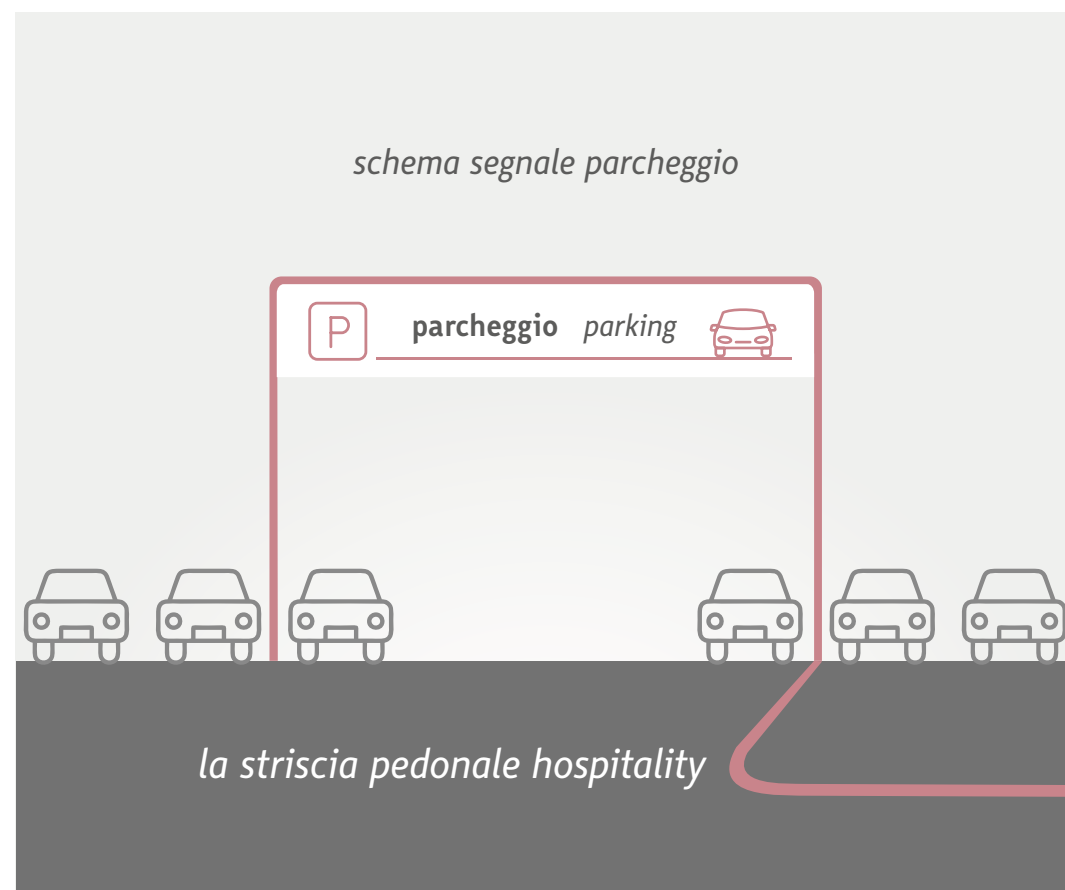 schema segnale parcheggio
P parcheggio parking
la striscia pedonale hospitality